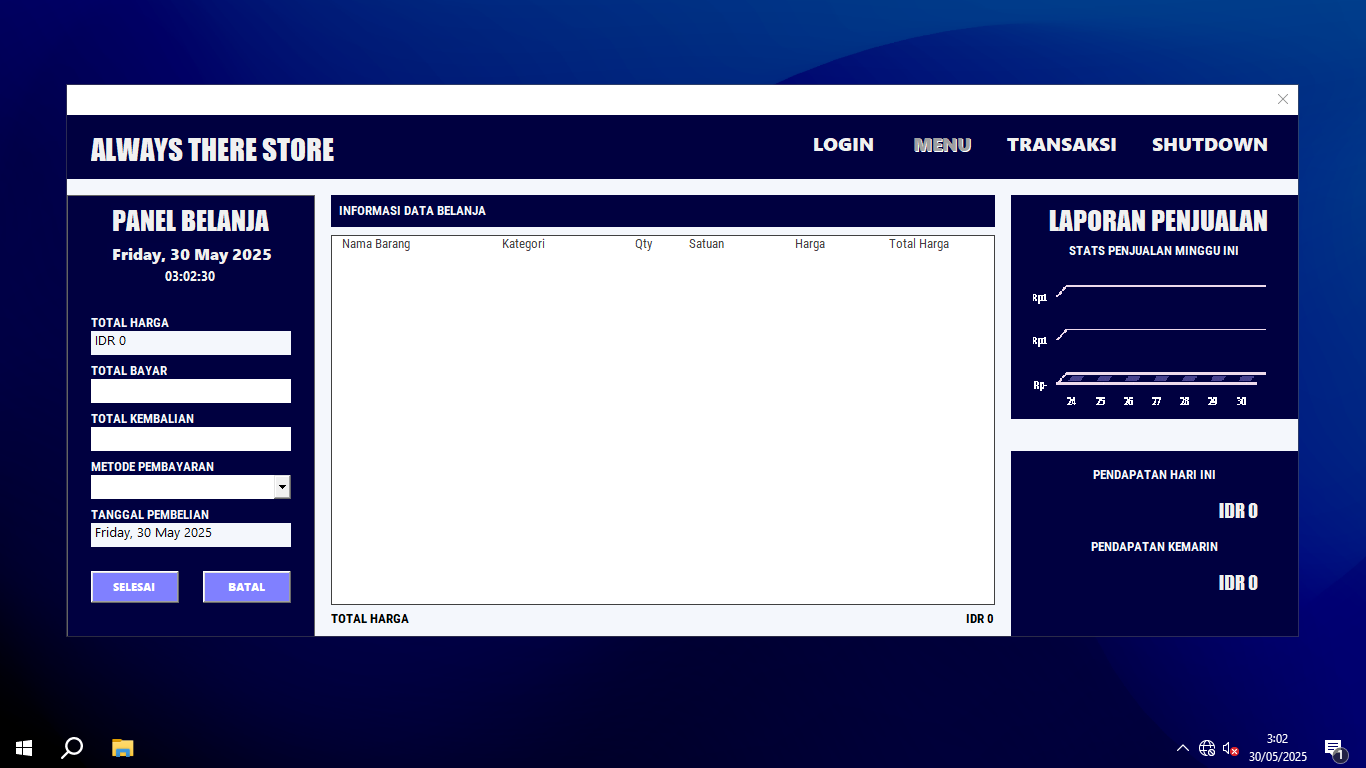 ALWAYS THERE STORE
LOGIN MENU TRANSAKSI SHUTDOWN
PANEL BELANJA
Friday, 30 May 2025
03:02:30
TOTAL HARGA
IDR 0
TOTAL BAYAR
TOTAL KEMBALIAN
METODE PEMBAYARAN
TANGGAL PEMBELIAN
Friday, 30 May 2025
SELESAI BATAL
INFORMASI DATA BELANJA
Nama Barang Kategori Qty Satuan Harga Total Harga
TOTAL HARGA IDR 0
LAPORAN PENJUALAN
STATS PENJUALAN MINGGU INI
Rp1
Rp1
Rp-
24 25 26 27 28 29 30
PENDAPATAN HARI INI
IDR 0
PENDAPATAN KEMARIN
IDR 0
3:02
30/05/2025
1